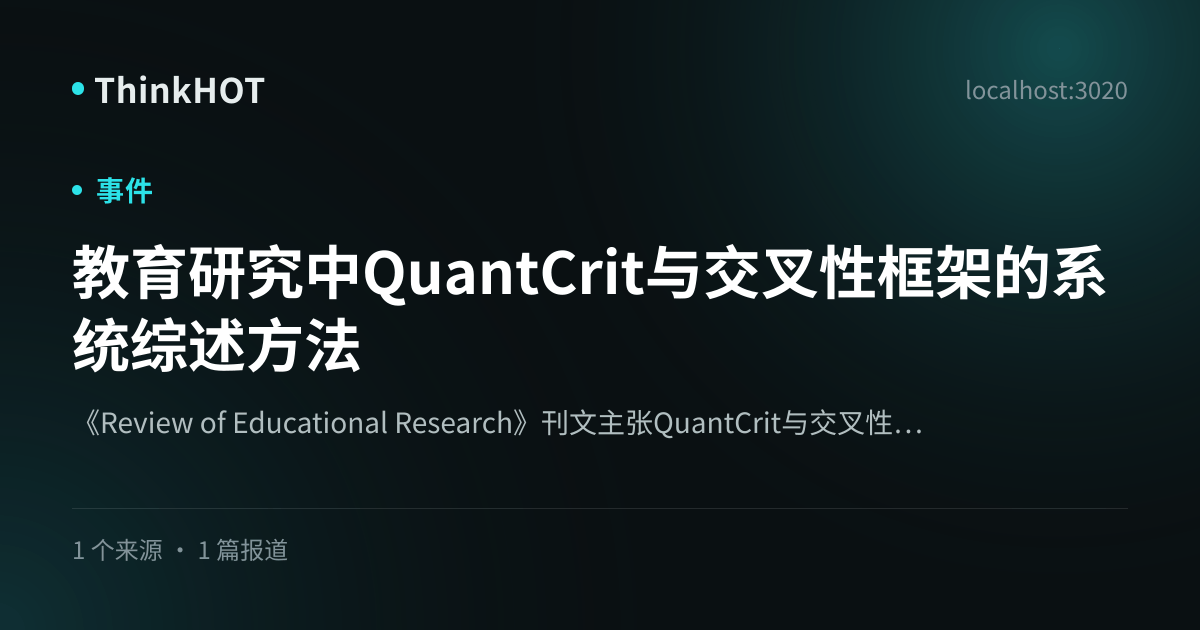 ThinkHOT
localhost:3020
事件
教育研究中QuantCrit与交叉性框架的系
统综述方法
《Review of Educational Research》刊文主张QuantCrit与交叉性…
1 个来源 · 1 篇报道